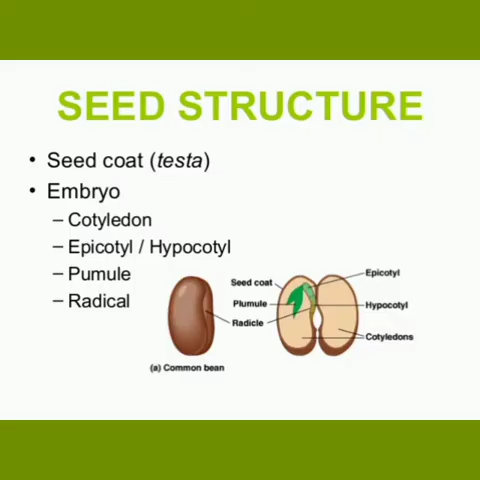 SEED STRUCTURE
• Seed coat (testa)
• Embryo
– Cotyledon
– Epicotyl / Hypocotyl
– Pumule
– Radical
Seed coat
Epicotyl
Plumule
Hypocotyl
Radicle
Cotyledons
(a) Common bean